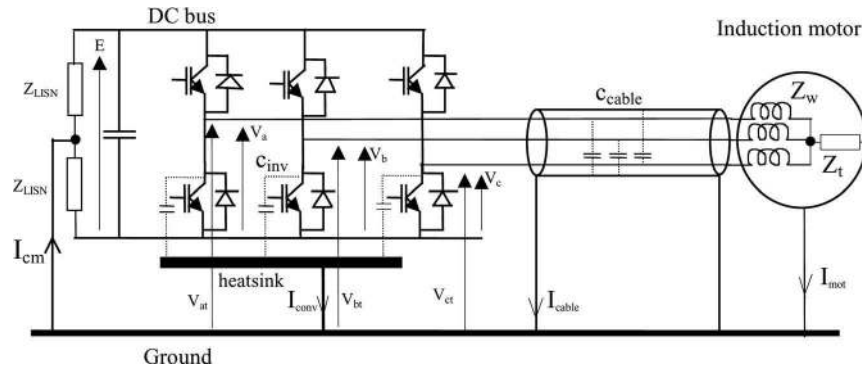 DC bus
Induction motor
E
Z_LISN
Z_LISN
V_a
V_b
V_c
c_inv
c_cable
Z_w
Z_t
I_cm
heatsink
V_at
I_conv
V_bt
V_ct
I_cable
I_mot
Ground